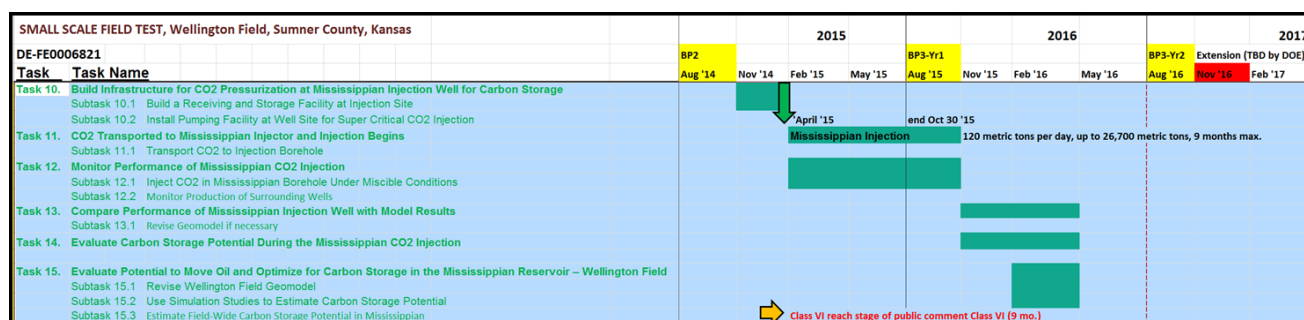 SMALL SCALE FIELD TEST, Wellington Field, Sumner County, Kansas
2015 2016 2017
DE-FE0006821 BP2 BP3-Yr1 BP3-Yr2 Extension (TBD by DOE)
Task Task Name Aug '14 Nov '14 Feb '15 May '15 Aug '15 Nov '15 Feb '16 May '16 Aug '16 Nov '16 Feb '17
Task 10. Build Infrastructure for CO2 Pressurization at Mississippian Injection Well for Carbon Storage
Subtask 10.1 Build a Receiving and Storage Facility at Injection Site
Subtask 10.2 Install Pumping Facility at Well Site for Super Critical CO2 Injection 'April '15 end Oct 30 '15
Task 11. CO2 Transported to Mississippian Injector and Injection Begins Mississippian Injection 120 metric tons per day, up to 26,700 metric tons, 9 months max.
Subtask 11.1 Transport CO2 to Injection Borehole
Task 12. Monitor Performance of Mississippian CO2 Injection
Subtask 12.1 Inject CO2 in Mississippian Borehole Under Miscible Conditions
Subtask 12.2 Monitor Production of Surrounding Wells
Task 13. Compare Performance of Mississippian Injection Well with Model Results
Subtask 13.1 Revise Geomodel if necessary
Task 14. Evaluate Carbon Storage Potential During the Mississippian CO2 Injection
Task 15. Evaluate Potential to Move Oil and Optimize for Carbon Storage in the Mississippian Reservoir – Wellington Field
Subtask 15.1 Revise Wellington Field Geomodel
Subtask 15.2 Use Simulation Studies to Estimate Carbon Storage Potential
Subtask 15.3 Estimate Field-Wide Carbon Storage Potential in Mississippian Class VI reach stage of public comment Class VI (9 mo.)